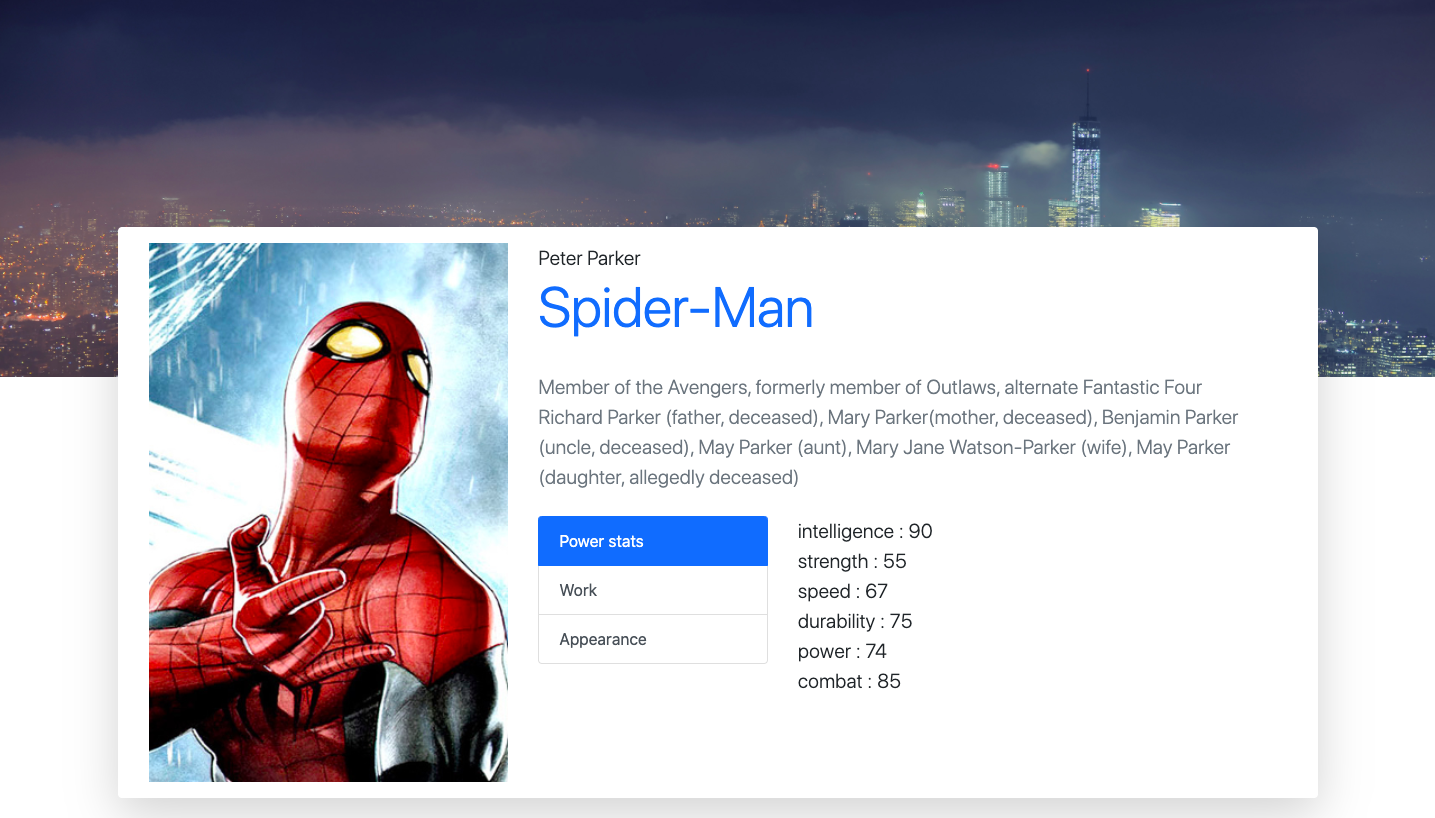 Peter Parker
Spider-Man
Member of the Avengers, formerly member of Outlaws, alternate Fantastic Four
Richard Parker (father, deceased), Mary Parker(mother, deceased), Benjamin Parker
(uncle, deceased), May Parker (aunt), Mary Jane Watson-Parker (wife), May Parker
(daughter, allegedly deceased)
Power stats
Work
Appearance
intelligence : 90
strength : 55
speed : 67
durability : 75
power : 74
combat : 85